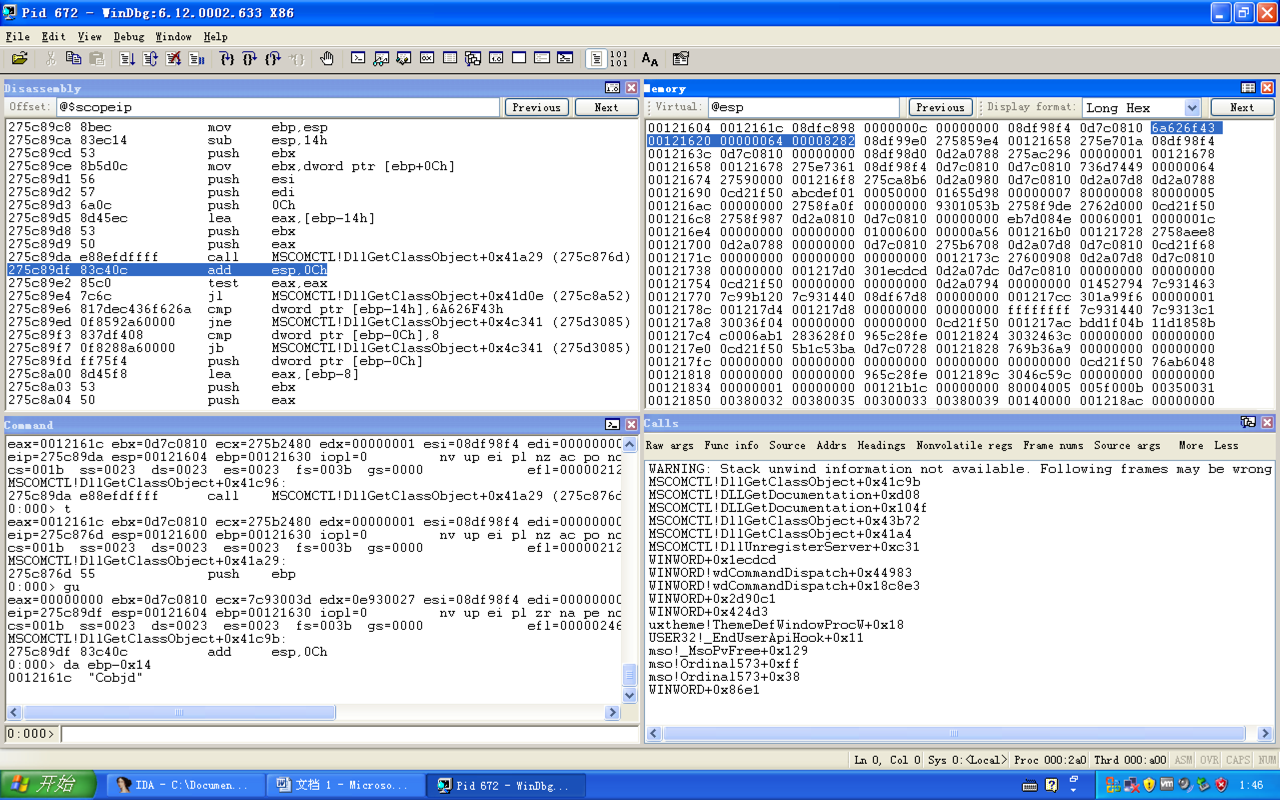 Pid 672 - WinDbg:6.12.0002.633 X86
File Edit View Debug Window Help
Disassembly
Offset: @$scopeip Previous Next
275c89c8 8bec mov ebp,esp
275c89ca 83ec14 sub esp,14h
275c89cd 53 push ebx
275c89ce 8b5d0c mov ebx,dword ptr [ebp+0Ch]
275c89d1 56 push esi
275c89d2 57 push edi
275c89d3 6a0c push 0Ch
275c89d5 8d45ec lea eax,[ebp-14h]
275c89d8 53 push ebx
275c89d9 50 push eax
275c89da e88efdffff call MSCOMCTL!DllGetClassObject+0x41a29 (275c876d)
275c89df 83c40c add esp,0Ch
275c89e2 85c0 test eax,eax
275c89e4 7c6c jl MSCOMCTL!DllGetClassObject+0x41d0e (275c8a52)
275c89e6 817dec436f626a cmp dword ptr [ebp-14h],6A626F43h
275c89ed 0f8592a60000 jne MSCOMCTL!DllGetClassObject+0x4c341 (275d3085)
275c89f3 837df408 cmp dword ptr [ebp-0Ch],8
275c89f7 0f8288a60000 jb MSCOMCTL!DllGetClassObject+0x4c341 (275d3085)
275c89fd ff75f4 push dword ptr [ebp-0Ch]
275c8a00 8d45f8 lea eax,[ebp-8]
275c8a03 53 push ebx
275c8a04 50 push eax
Memory
Virtual: @esp Previous Display format: Long Hex Next
00121604 0012161c 08dfc898 0000000c 00000000 08df98f4 0d7c0810 6a626f43
00121620 00000064 00008282 08df99e0 275859e4 00121658 275e701a 08df98f4
0012163c 0d7c0810 00000000 08df98d0 0d2a0788 275ac296 00000001 00121678
00121658 00121678 275e7361 08df98f4 0d7c0810 0d7c0810 736d7449 00000064
00121674 27590000 001216f8 275ca8b6 0d2a0980 0d7c0810 0d2a07d8 0d2a0788
00121690 0cd21f50 abcdef01 00050000 01655d98 00000007 80000008 80000005
001216ac 00000000 2758fa0f 00000000 9301053b 2758f9de 2762d000 0cd21f50
001216c8 2758f987 0d2a0810 0d7c0810 00000000 eb7d084e 00060001 0000001c
001216e4 00000000 00000000 01000600 00000a56 001216b0 00121728 2758aee8
00121700 0d2a0788 00000000 0d7c0810 275b6708 0d2a07d8 0d7c0810 0cd21f68
0012171c 00000000 00000000 00000000 0012173c 27600908 0d2a07d8 0d7c0810
00121738 00000000 001217d0 301ecdcd 0d2a07dc 0d7c0810 00000000 00000000
00121754 0cd21f50 00000000 00000000 0d2a0794 00000000 01452794 7c931463
00121770 7c99b120 7c931440 08df67d8 00000000 001217cc 301a99f6 00000001
0012178c 001217d4 001217d8 00000000 00000000 ffffffff 7c931440 7c9313c1
001217a8 30036f04 00000000 00000000 0cd21f50 001217ac bdd1f04b 11d1858b
001217c4 c0006ab1 283628f0 965c28fe 00121824 3032463c 00000000 00000000
001217e0 0cd21f50 5b1c53ba 0d7c0728 00121828 769b36a9 00000000 00000000
001217fc 00000000 00000000 00000000 00000000 0cd21f50 76ab6048
00121818 00000000 00000000 965c28fe 0012189c 3046c59c 00000000 00000000
00121834 00000001 00000000 00121b1c 00000000 80004005 005f000b 00350031
00121850 00380032 00380035 00300033 00380039 00140000 001218ac 00000000
Command
eax=0012161c ebx=0d7c0810 ecx=275b2480 edx=00000001 esi=08df98f4 edi=00000000
eip=275c89da esp=00121604 ebp=00121630 iopl=0 nv up ei pl nz ac po nc
cs=001b ss=0023 ds=0023 es=0023 fs=003b gs=0000 efl=00000212
MSCOMCTL!DllGetClassObject+0x41c96:
275c89da e88efdffff call MSCOMCTL!DllGetClassObject+0x41a29 (275c876d
0:000> t
eax=0012161c ebx=0d7c0810 ecx=275b2480 edx=00000001 esi=08df98f4 edi=00000000
eip=275c876d esp=00121600 ebp=00121630 iopl=0 nv up ei pl nz ac po nc
cs=001b ss=0023 ds=0023 es=0023 fs=003b gs=0000 efl=00000212
MSCOMCTL!DllGetClassObject+0x41a29:
275c876d 55 push ebp
0:000> gu
eax=00000000 ebx=0d7c0810 ecx=7c93003d edx=0e930027 esi=08df98f4 edi=00000000
eip=275c89df esp=00121604 ebp=00121630 iopl=0 nv up ei pl zr na pe nc
cs=001b ss=0023 ds=0023 es=0023 fs=003b gs=0000 efl=00000246
MSCOMCTL!DllGetClassObject+0x41c9b:
275c89df 83c40c add esp,0Ch
0:000> da ebp-0x14
0012161c "Cobjd"
0:000>
Calls
Raw args Func info Source Addrs Headings Nonvolatile regs Frame nums Source args More Less
WARNING: Stack unwind information not available. Following frames may be wrong
MSCOMCTL!DllGetClassObject+0x41c9b
MSCOMCTL!DLLGetDocumentation+0xd08
MSCOMCTL!DLLGetDocumentation+0x104f
MSCOMCTL!DllGetClassObject+0x43b72
MSCOMCTL!DllGetClassObject+0x41a4
MSCOMCTL!DllUnregisterServer+0xc31
WINWORD+0x1ecdcd
WINWORD!wdCommandDispatch+0x44983
WINWORD!wdCommandDispatch+0x18c8e3
WINWORD+0x2d90c1
WINWORD+0x424d3
uxtheme!ThemeDefWindowProcW+0x18
USER32!_EndUserApiHook+0x11
mso!_MsoPvFree+0x129
mso!Ordinal573+0xff
mso!Ordinal573+0x38
WINWORD+0x86e1
Ln 0, Col 0 Sys 0:<Local> Proc 000:2a0 Thrd 000:a00 ASM OVR CAPS NUM
开始 IDA - C:\Documen... 文档 1 - Microso... Pid 672 - WinDbg... 1:46